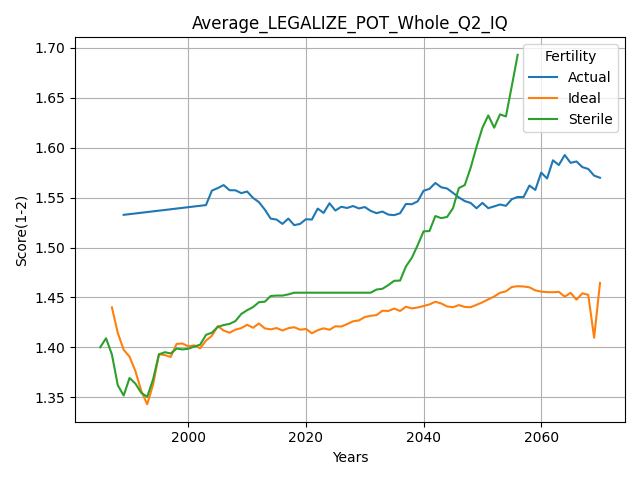 Average_LEGALIZE_POT_Whole_Q2_IQ
Fertility
Actual
Ideal
Sterile
Score(1-2)
1.70
1.65
1.60
1.55
1.50
1.45
1.40
1.35
2000
2020
2040
2060
Years